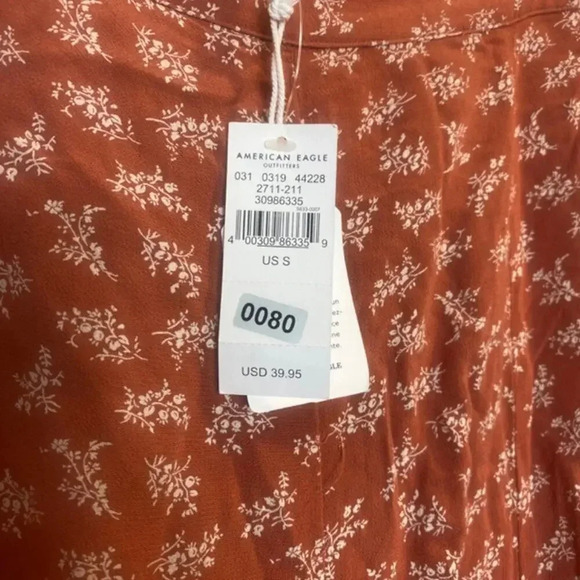 AMERICAN EAGLE
OUTFITTERS
031 0319 44228
2711-211
30986335
4 00309 86335 9
US S
0080
USD 39.95